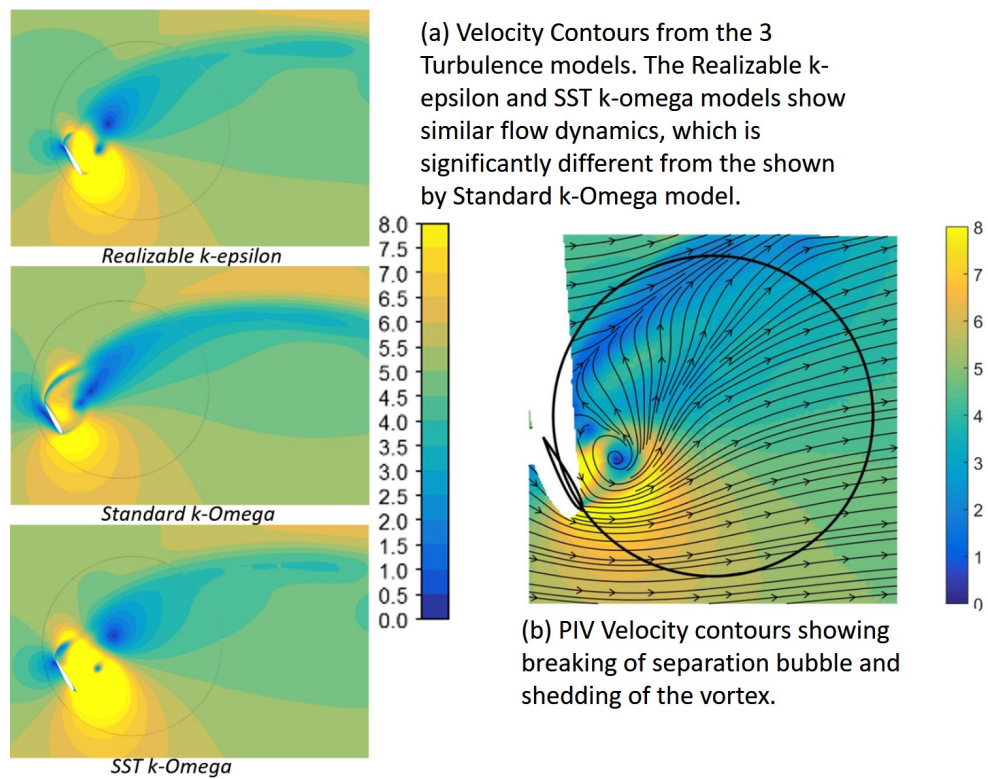 (a) Velocity Contours from the 3
Turbulence models. The Realizable k-
epsilon and SST k-omega models show
similar flow dynamics, which is
significantly different from the shown
by Standard k-Omega model.
Realizable k-epsilon
Standard k-Omega
SST k-Omega
8.0
7.5
7.0
6.5
6.0
5.5
5.0
4.5
4.0
3.5
3.0
2.5
2.0
1.5
1.0
0.5
0.0
8
7
6
5
4
3
2
1
0
(b) PIV Velocity contours showing
breaking of separation bubble and
shedding of the vortex.